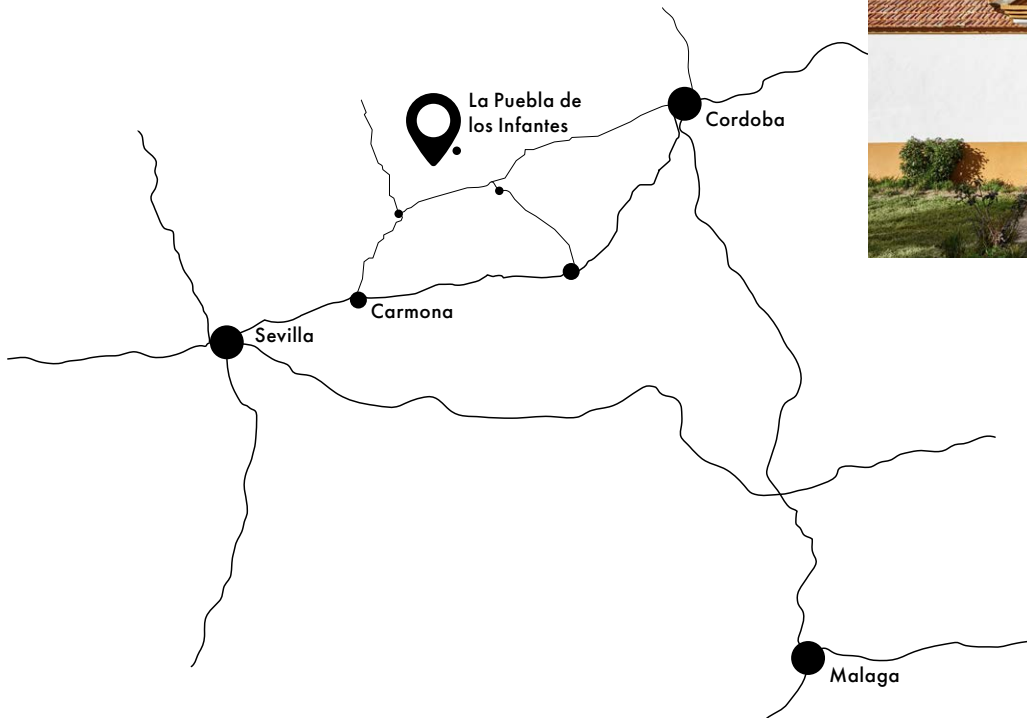 La Puebla de
los Infantes
Cordoba
Carmona
Sevilla
Malaga